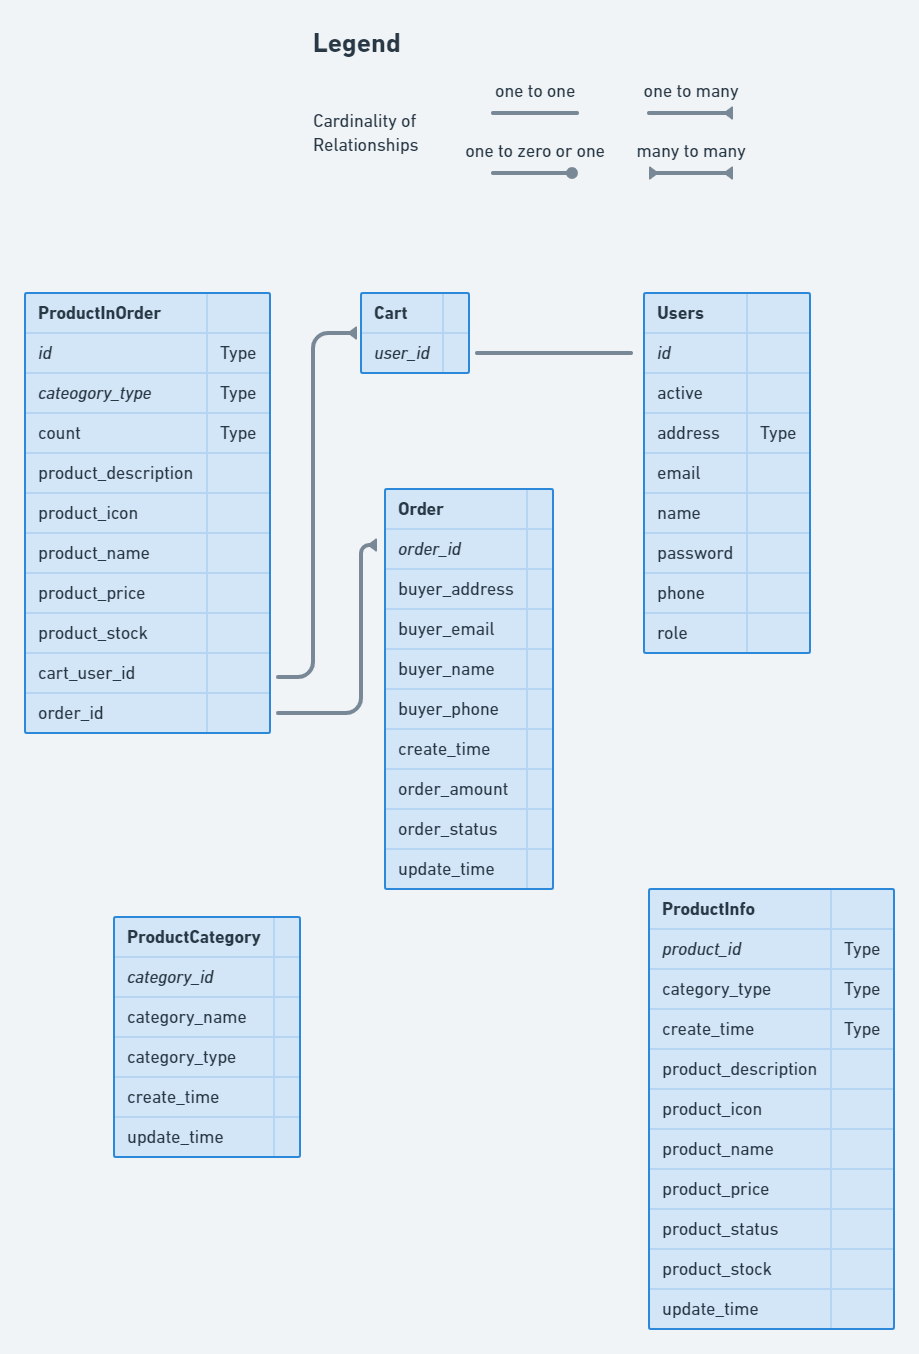 Legend
one to one
one to many
Cardinality of
Relationships
one to zero or one
many to many
ProductInOrder
id Type
cateogory_type Type
count Type
product_description
product_icon
product_name
product_price
product_stock
cart_user_id
order_id
Cart
user_id
Users
id
active
address Type
email
name
password
phone
role
Order
order_id
buyer_address
buyer_email
buyer_name
buyer_phone
create_time
order_amount
order_status
update_time
ProductCategory
category_id
category_name
category_type
create_time
update_time
ProductInfo
product_id Type
category_type Type
create_time Type
product_description
product_icon
product_name
product_price
product_status
product_stock
update_time